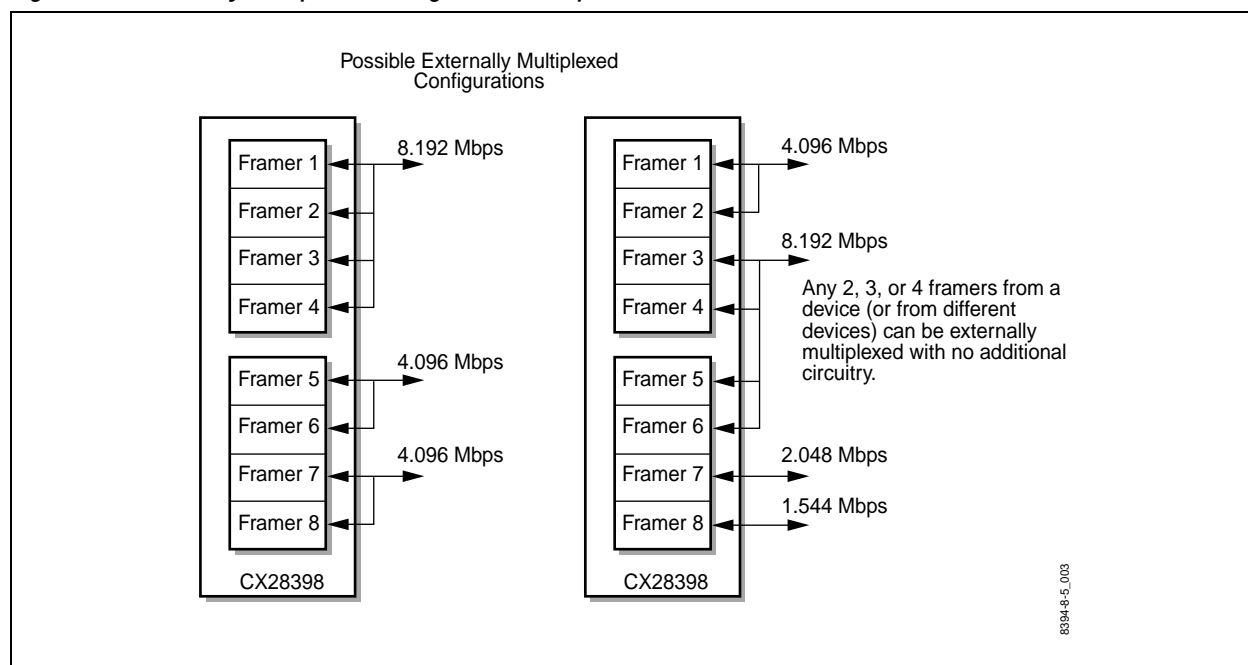 Possible Externally Multiplexed
Configurations
Framer 1
Framer 2
Framer 3
Framer 4
Framer 5
Framer 6
Framer 7
Framer 8
CX28398
8.192 Mbps
4.096 Mbps
4.096 Mbps
Framer 1
Framer 2
Framer 3
Framer 4
Framer 5
Framer 6
Framer 7
Framer 8
CX28398
4.096 Mbps
8.192 Mbps
Any 2, 3, or 4 framers from a
device (or from different
devices) can be externally
multiplexed with no additional
circuitry.
2.048 Mbps
1.544 Mbps
8394-8-5_003